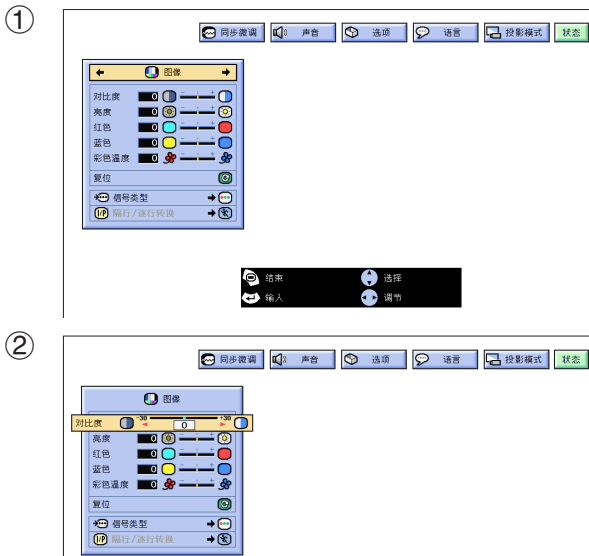 ①
同步微调 声音 选项 语言 投影模式 状态
图像
对比度 0 - +
亮度 0 - +
红色 0 - +
蓝色 0 - +
彩色温度 0 - +
复位
信号类型
I/P 隔行/逐行转换
结束 选择
输入 调节
②
同步微调 声音 选项 语言 投影模式 状态
图像
对比度 -30 0 +30
亮度 0 - +
红色 0 - +
蓝色 0 - +
彩色温度 0 - +
复位
信号类型
I/P 隔行/逐行转换